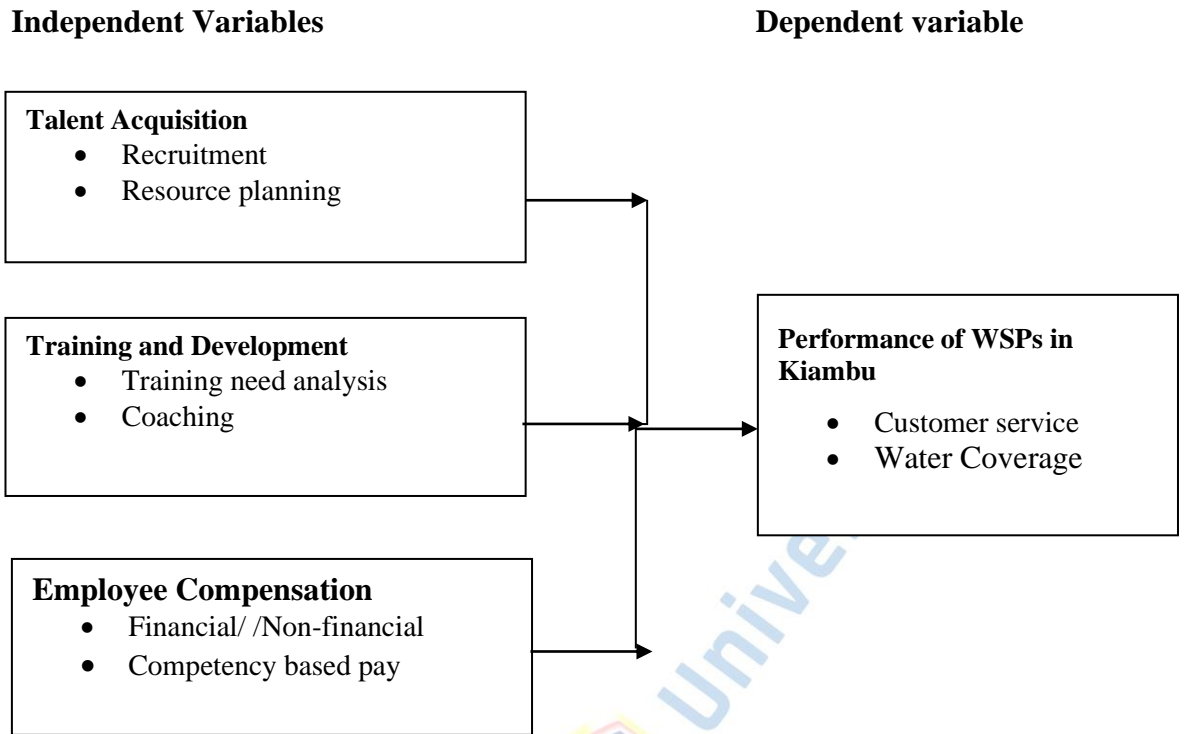 Independent Variables
Dependent variable
Talent Acquisition
• Recruitment
• Resource planning
Training and Development
• Training need analysis
• Coaching
Employee Compensation
• Financial/ /Non-financial
• Competency based pay
Performance of WSPs in
Kiambu
• Customer service
• Water Coverage